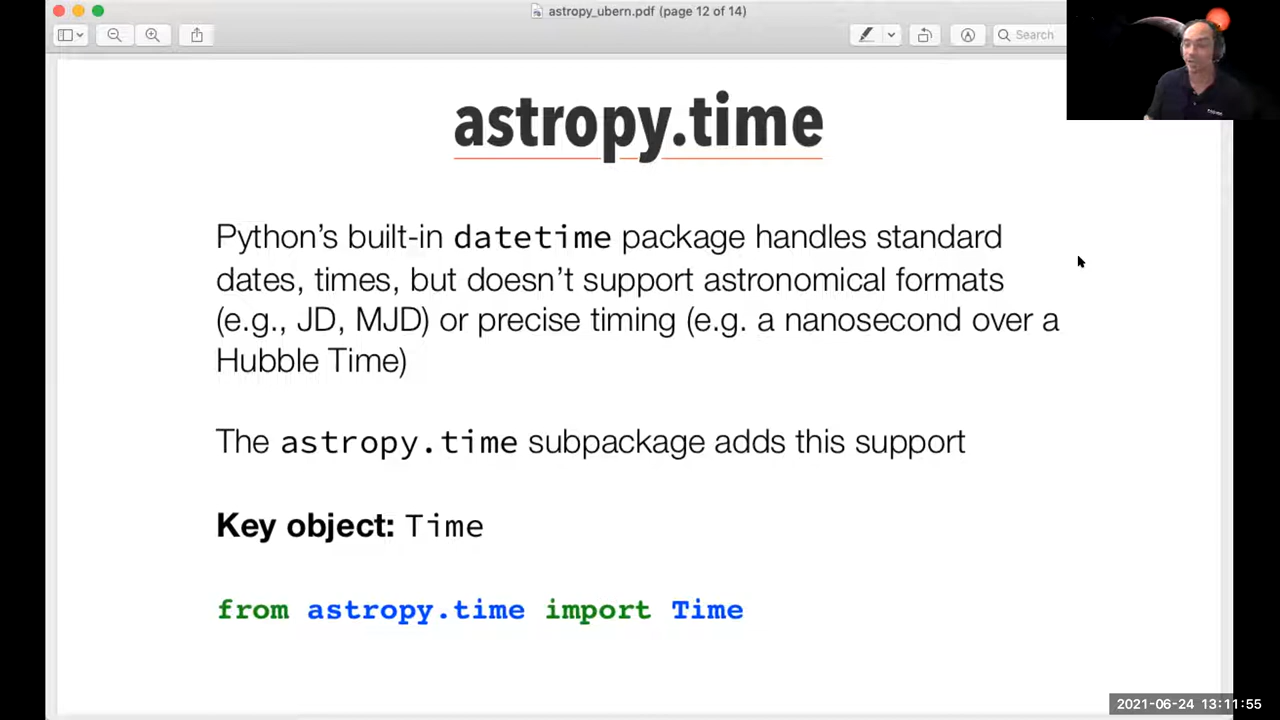 astropy_ubern.pdf (page 12 of 14)
Search
astropy.time
Python’s built-in datetime package handles standard
dates, times, but doesn’t support astronomical formats
(e.g., JD, MJD) or precise timing (e.g. a nanosecond over a
Hubble Time)
The astropy.time subpackage adds this support
Key object: Time
from astropy.time import Time
2021-06-24 13:11:55